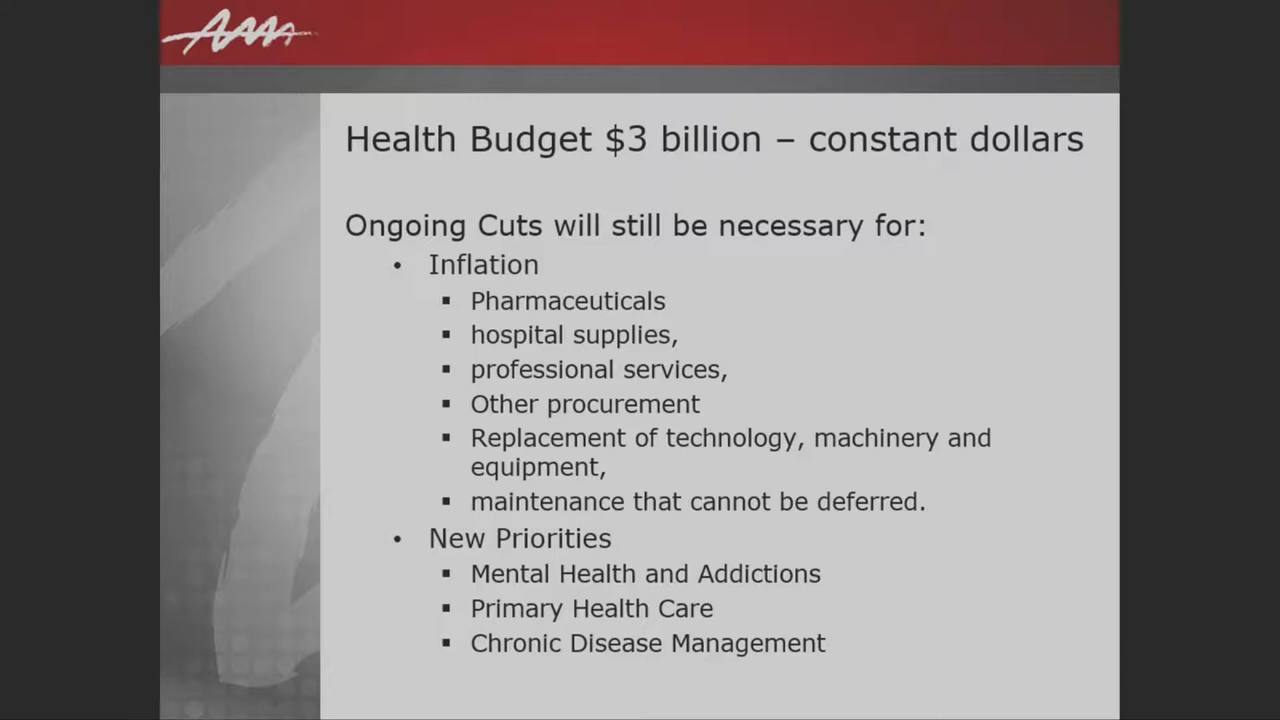 Health Budget $3 billion – constant dollars
Ongoing Cuts will still be necessary for:
• Inflation
▪ Pharmaceuticals
▪ hospital supplies,
▪ professional services,
▪ Other procurement
▪ Replacement of technology, machinery and
equipment,
▪ maintenance that cannot be deferred.
• New Priorities
▪ Mental Health and Addictions
▪ Primary Health Care
▪ Chronic Disease Management